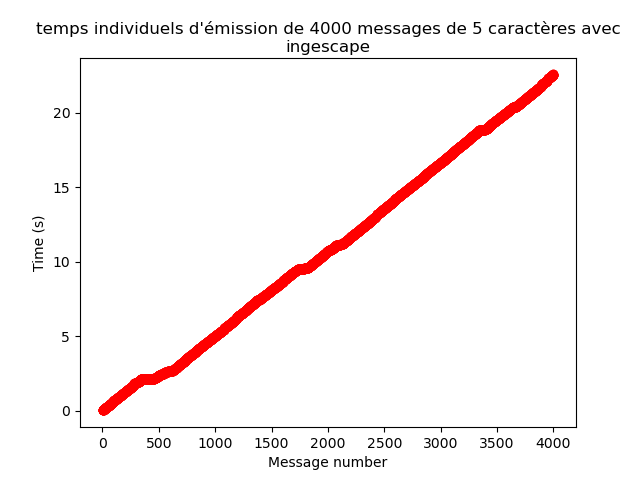 temps individuels d'émission de 4000 messages de 5 caractères avec
ingescape
20
15
10
5
0
Time (s)
0 500 1000 1500 2000 2500 3000 3500 4000
Message number